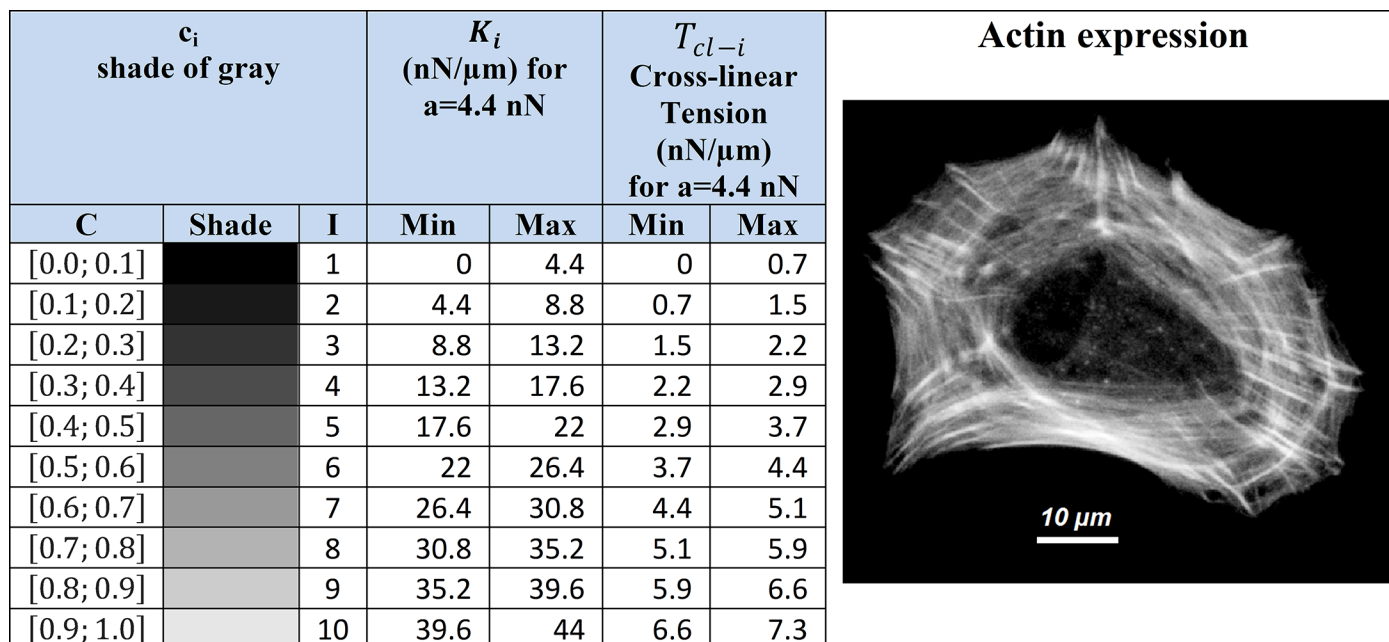 cᵢ
shade of gray
Kᵢ
(nN/µm) for
a=4.4 nN
T_cl−i
Cross-linear
Tension
(nN/µm)
for a=4.4 nN
C Shade I Min Max Min Max
[0.0; 0.1] 1 0 4.4 0 0.7
[0.1; 0.2] 2 4.4 8.8 0.7 1.5
[0.2; 0.3] 3 8.8 13.2 1.5 2.2
[0.3; 0.4] 4 13.2 17.6 2.2 2.9
[0.4; 0.5] 5 17.6 22 2.9 3.7
[0.5; 0.6] 6 22 26.4 3.7 4.4
[0.6; 0.7] 7 26.4 30.8 4.4 5.1
[0.7; 0.8] 8 30.8 35.2 5.1 5.9
[0.8; 0.9] 9 35.2 39.6 5.9 6.6
[0.9; 1.0] 10 39.6 44 6.6 7.3
Actin expression
10 µm